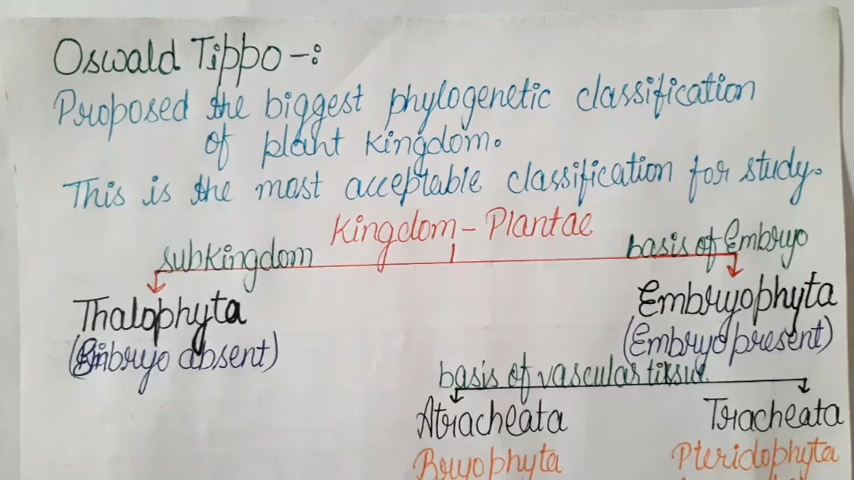 Oswald Tippo-:
Proposed the biggest phylogenetic classification
of plant kingdom.
This is the most acceptable classification for study.
Kingdom - Plantae
subkingdom basis of Embryo
Thalophyta Embryophyta
(Embryo absent) (Embryo present)
basis of vascular tissue.
Atracheata Tracheata
Bryophyta Pteridophyta